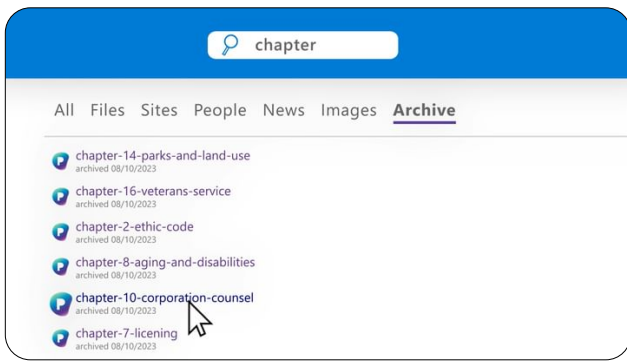 chapter
All Files Sites People News Images Archive
chapter-14-parks-and-land-use
archived 08/10/2023
chapter-16-veterans-service
archived 08/10/2023
chapter-2-ethic-code
archived 08/10/2023
chapter-8-aging-and-disabilities
archived 08/10/2023
chapter-10-corporation-counsel
archived 08/10/2023
chapter-7-licening
archived 08/10/2023